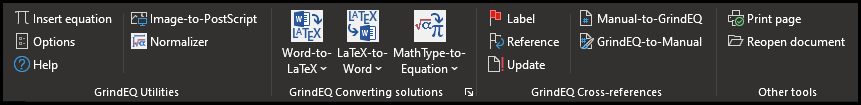 Insert equation
Options
Help
Image-to-PostScript
Normalizer
GrindEQ Utilities
LATEX
Word-to-
LaTeX
LATEX
LaTeX-to-
Word
√α
π
MathType-to-
Equation
GrindEQ Converting solutions
Label
Reference
Update
Manual-to-GrindEQ
GrindEQ-to-Manual
GrindEQ Cross-references
Print page
Reopen document
Other tools